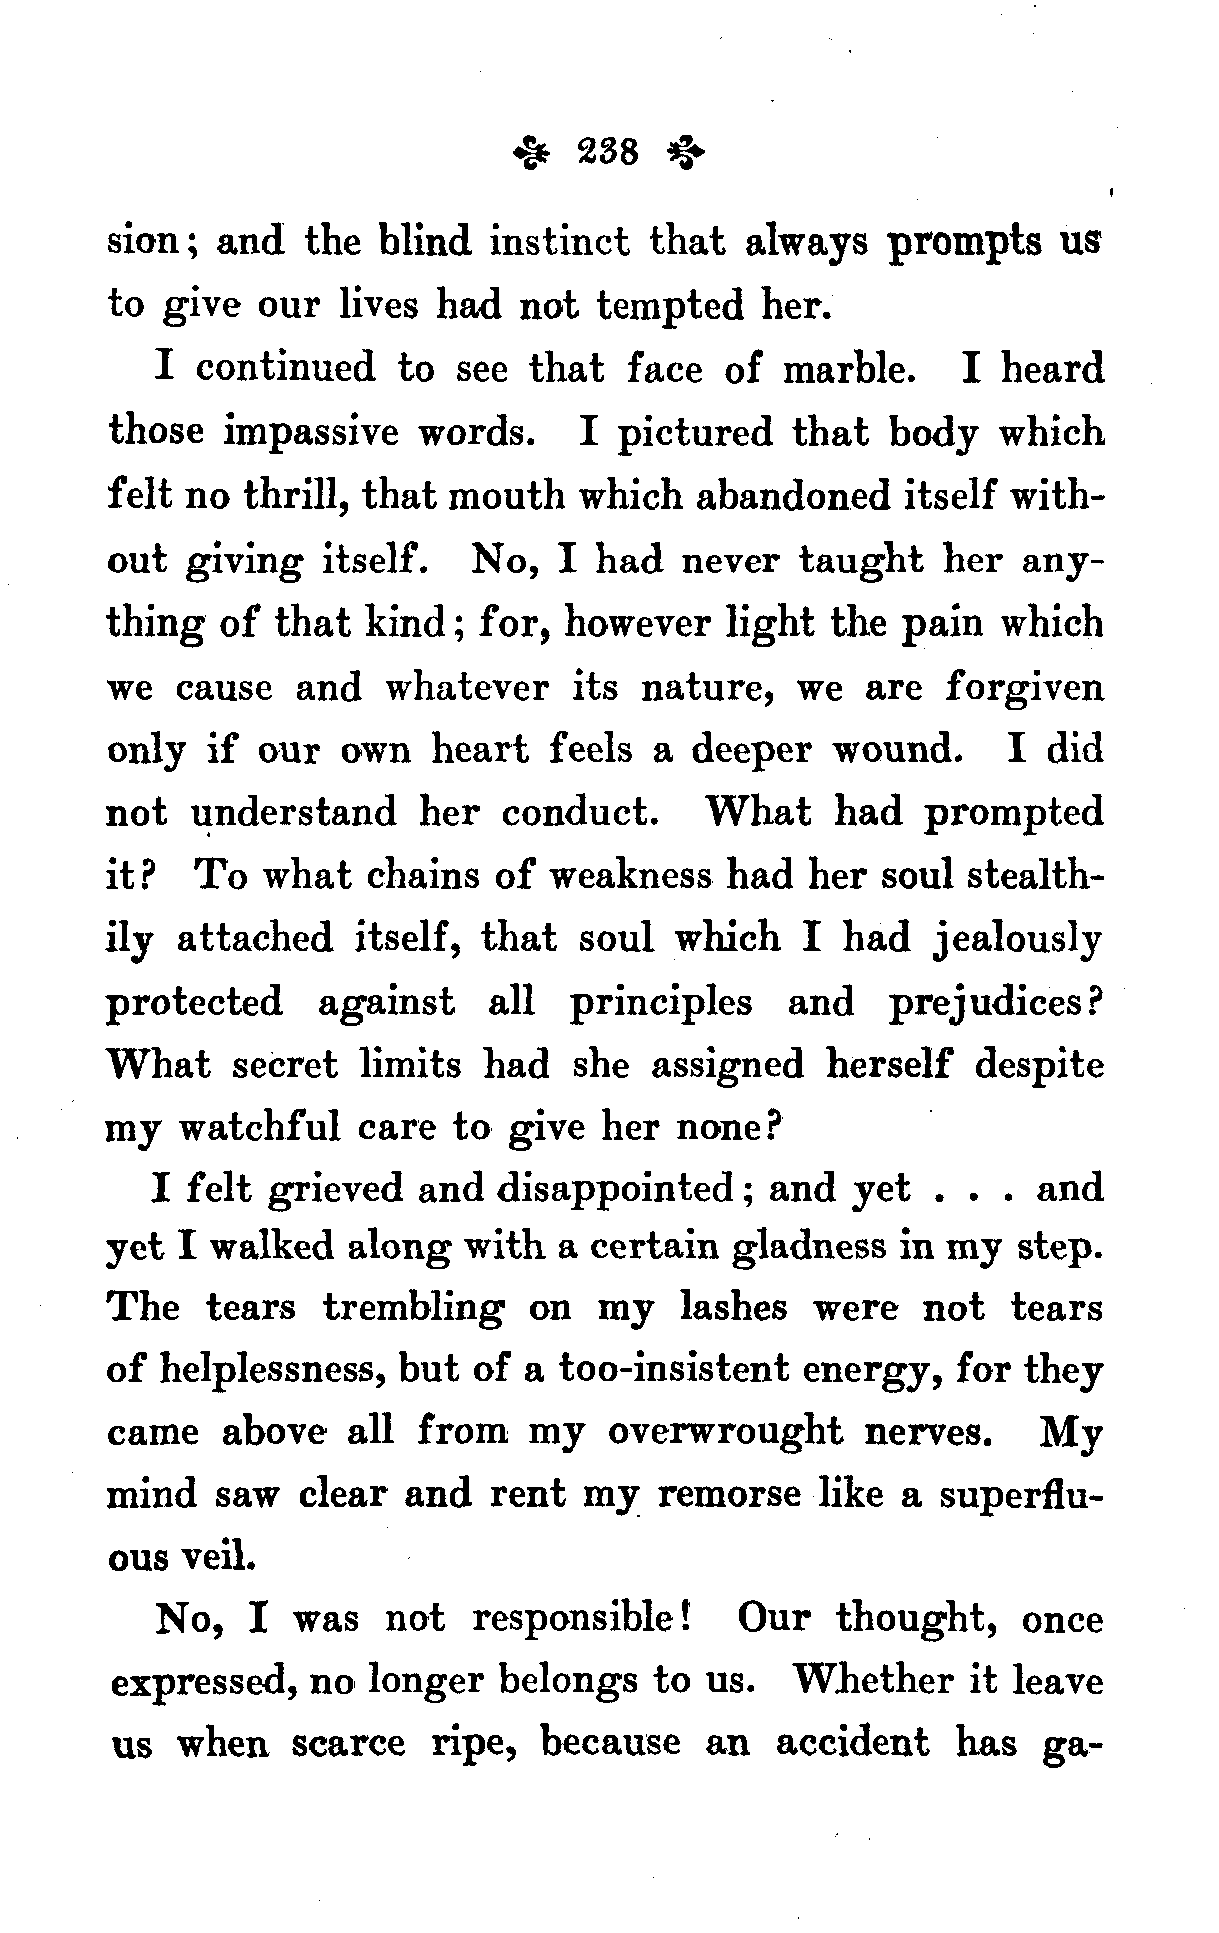 238
sion; and the blind instinct that always prompts us
to give our lives had not tempted her.
I continued to see that face of marble. I heard
those impassive words. I pictured that body which
felt no thrill, that mouth which abandoned itself with-
out giving itself. No, I had never taught her any-
thing of that kind; for, however light the pain which
we cause and whatever its nature, we are forgiven
only if our own heart feels a deeper wound. I did
not understand her conduct. What had prompted
it? To what chains of weakness had her soul stealth-
ily attached itself, that soul which I had jealously
protected against all principles and prejudices?
What secret limits had she assigned herself despite
my watchful care to give her none?
I felt grieved and disappointed; and yet . . . and
yet I walked along with a certain gladness in my step.
The tears trembling on my lashes were not tears
of helplessness, but of a too-insistent energy, for they
came above all from my overwrought nerves. My
mind saw clear and rent my remorse like a superflu-
ous veil.
No, I was not responsible! Our thought, once
expressed, no longer belongs to us. Whether it leave
us when scarce ripe, because an accident has ga-